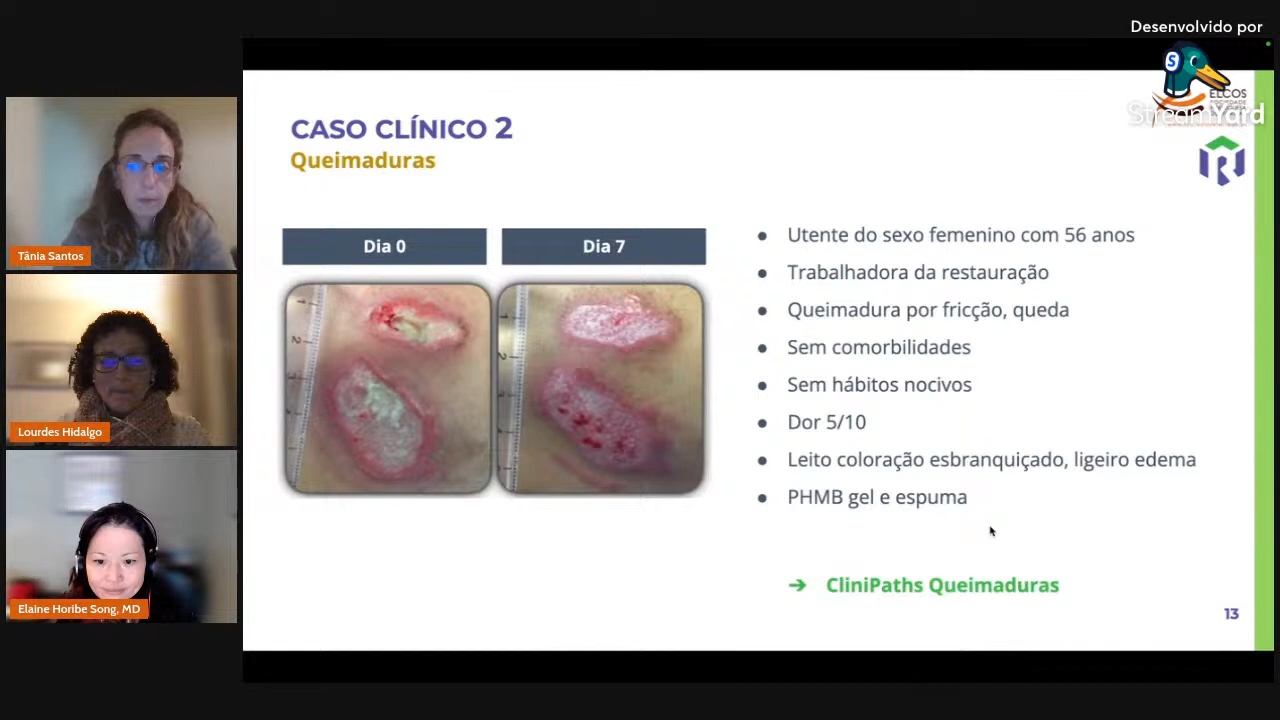 Desenvolvido por
StreamYard
S
ELCOS
CASO CLÍNICO 2
Queimaduras
Dia 0
Dia 7
Utente do sexo femenino com 56 anos
Trabalhadora da restauração
Queimadura por fricção, queda
Sem comorbilidades
Sem hábitos nocivos
Dor 5/10
Leito coloração esbranquiçado, ligeiro edema
PHMB gel e espuma
➔ CliniPaths Queimaduras
13
Tânia Santos
Lourdes Hidalgo
Elaine Horibe Song, MD